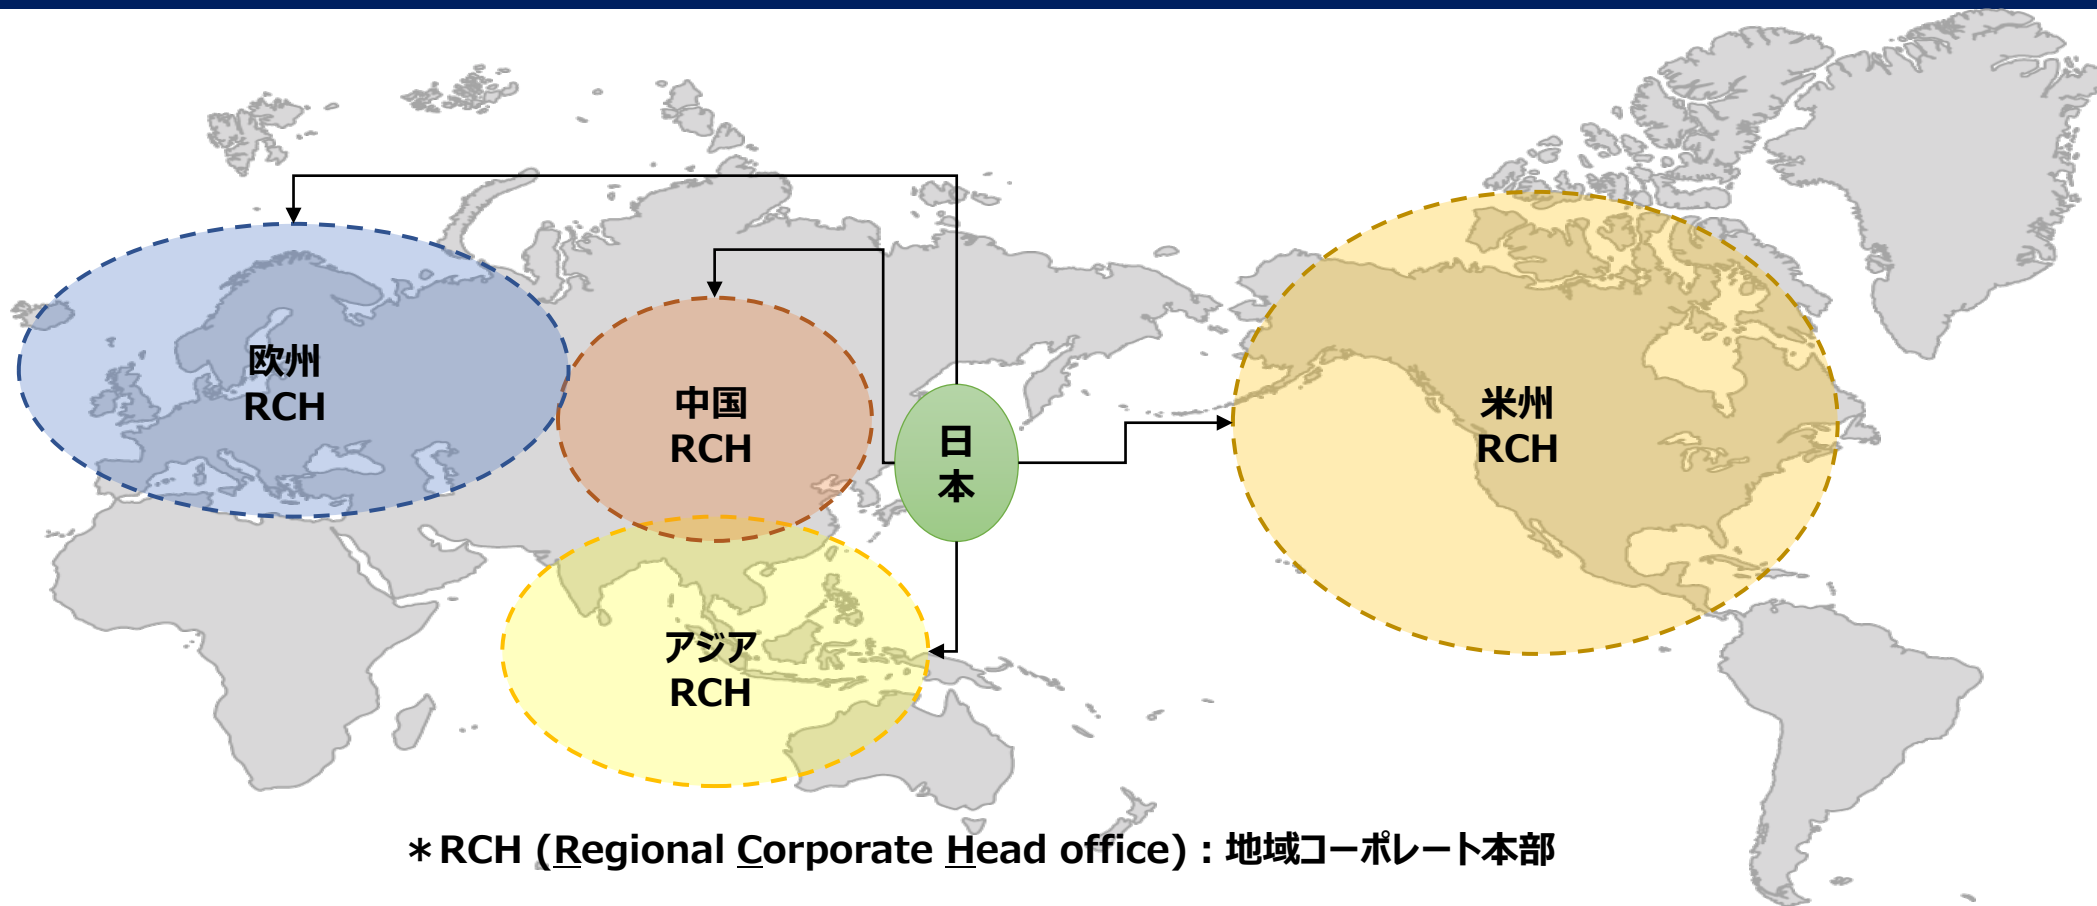 欧州
RCH
中国
RCH
日
本
米州
RCH
アジア
RCH
＊RCH (Regional Corporate Head office)：地域コーポレート本部